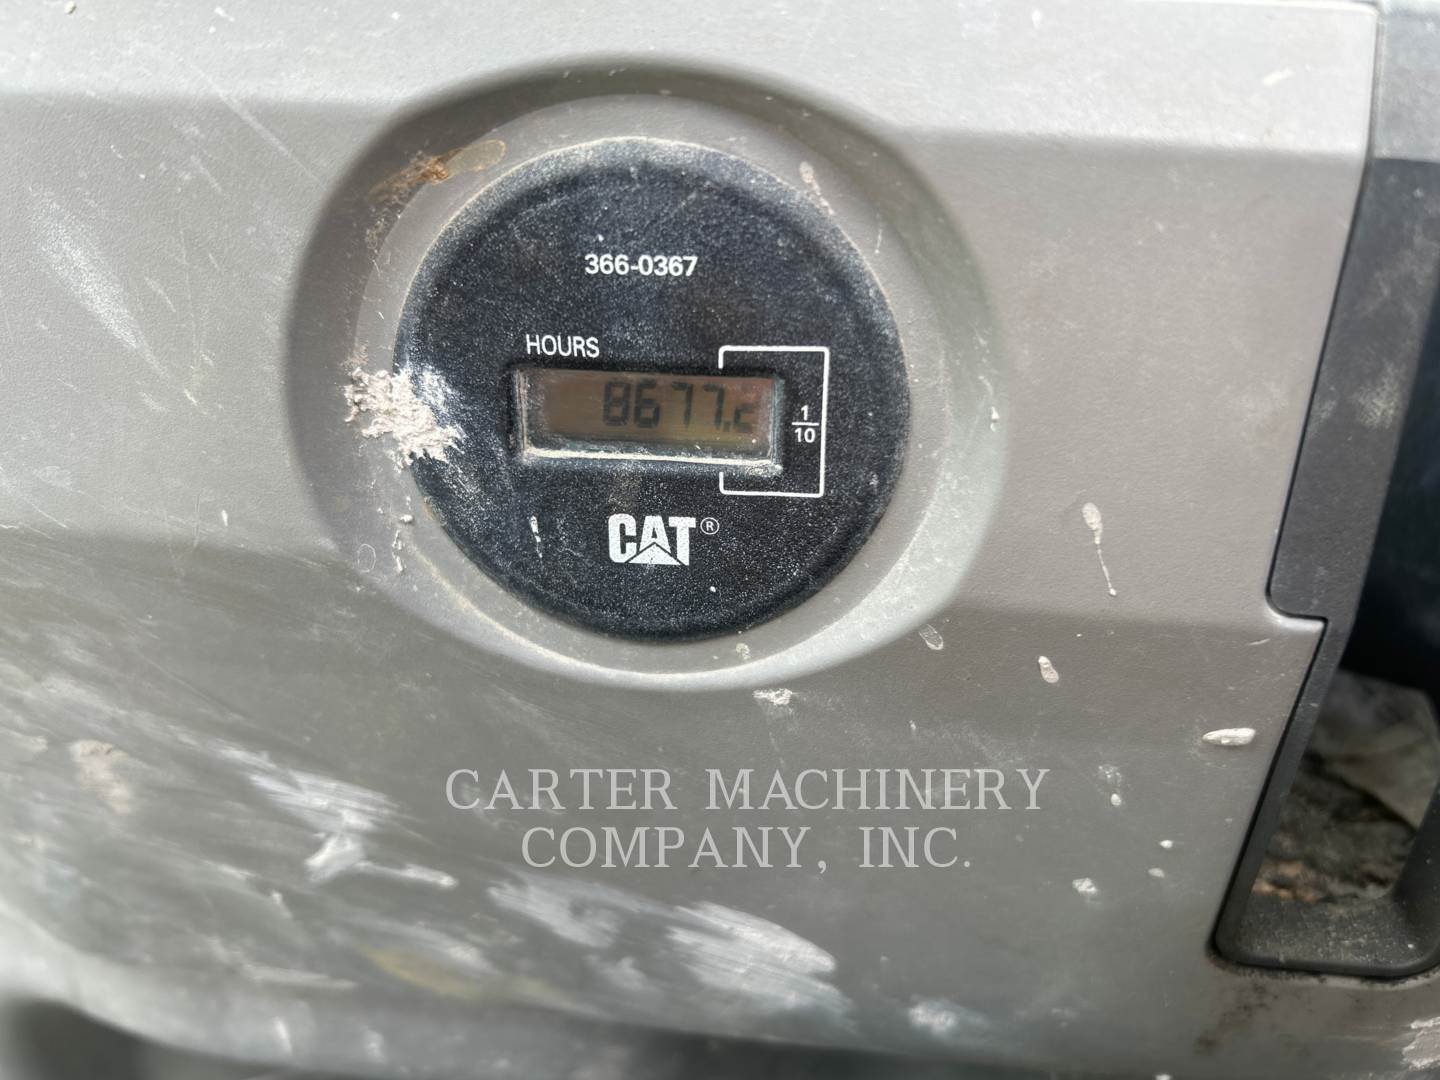 366-0367
HOURS
8677.2
1
10
CAT®
CARTER MACHINERY
COMPANY, INC.